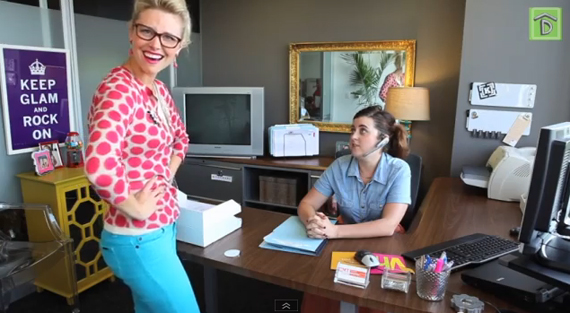 KEEP
GLAM
AND
ROCK
ON